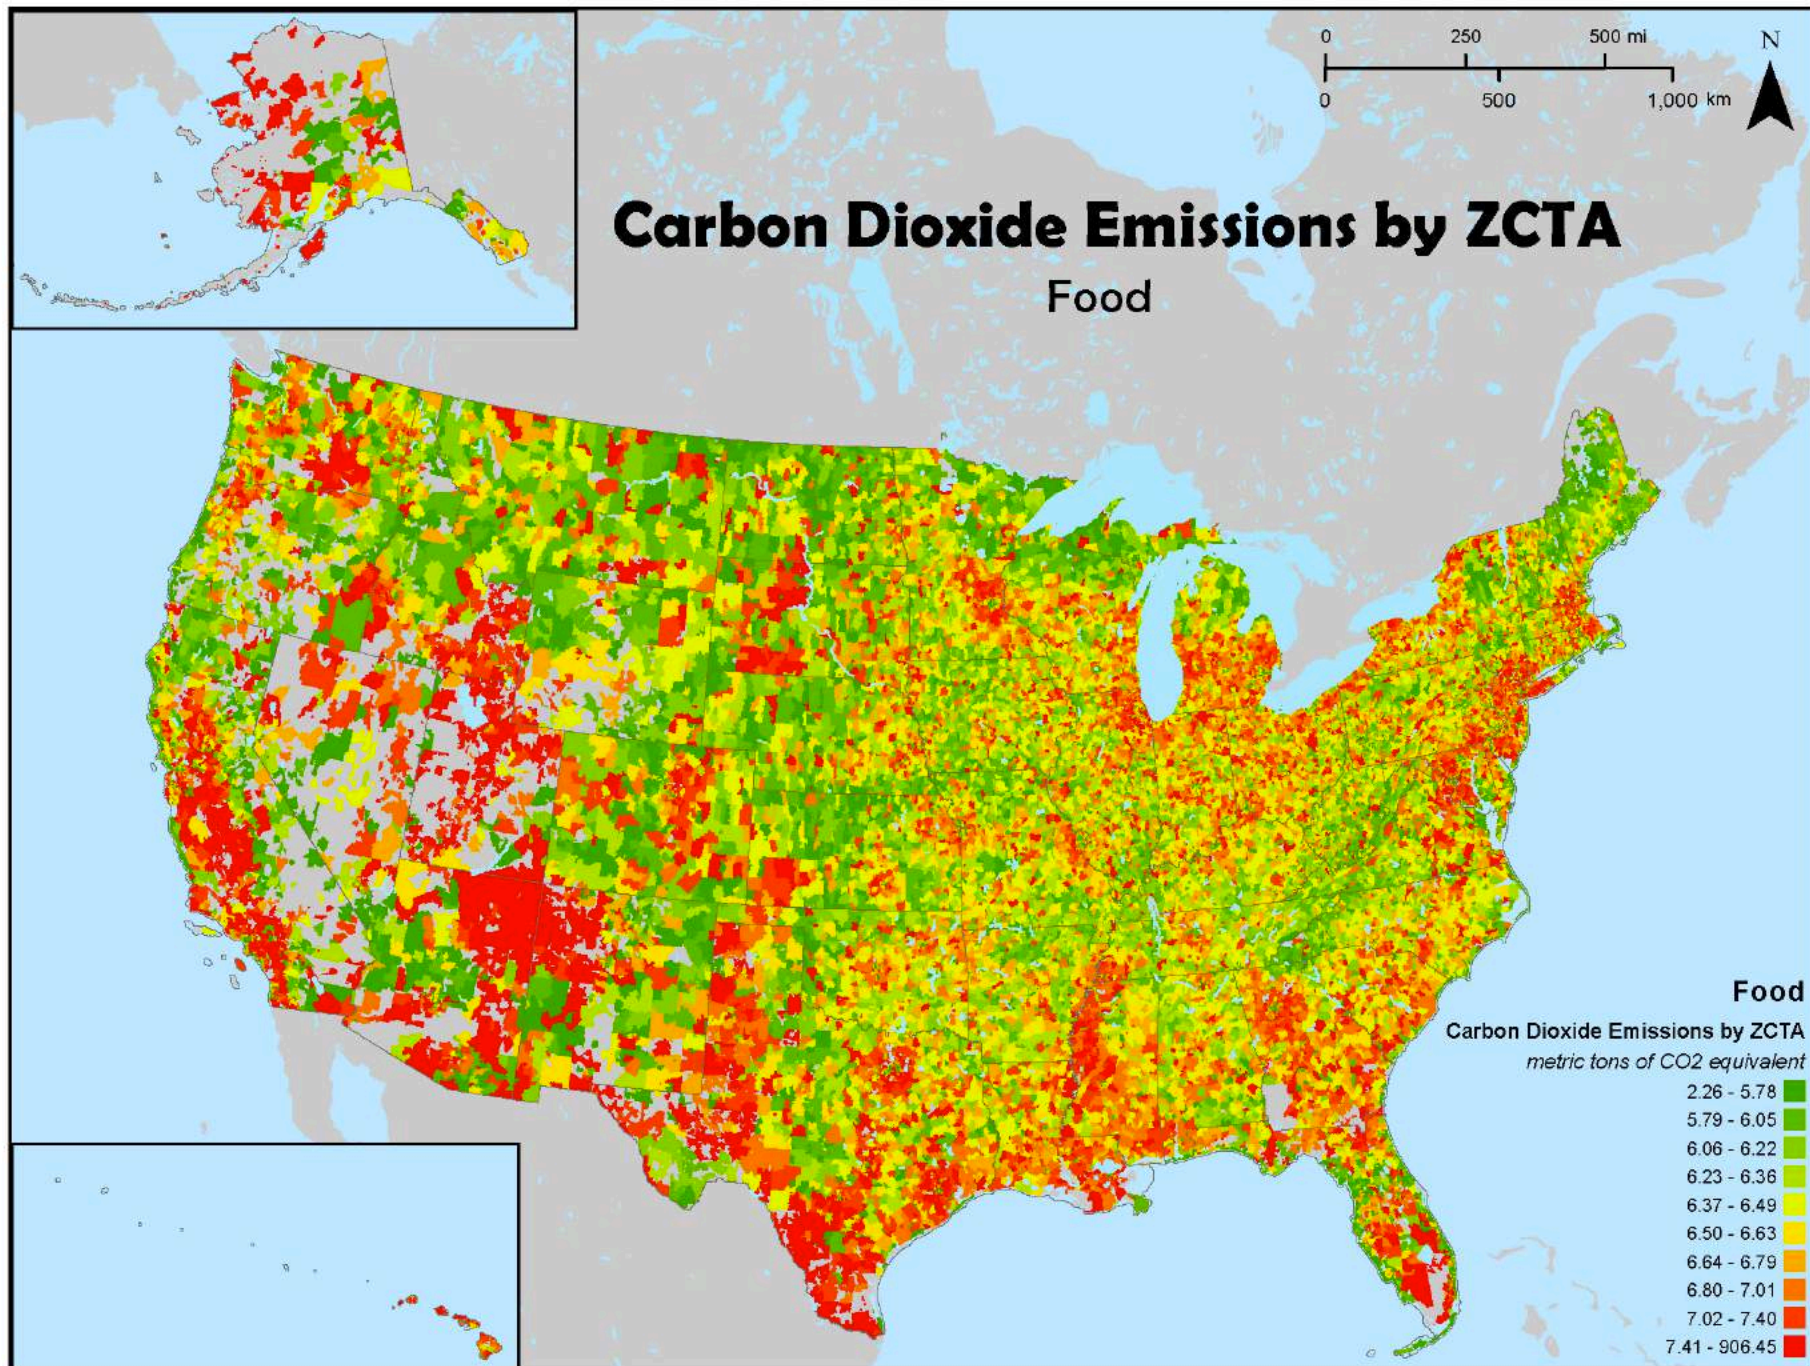 0 250 500 mi
N
0 500 1,000 km
Carbon Dioxide Emissions by ZCTA
Food
Food
Carbon Dioxide Emissions by ZCTA
metric tons of CO2 equivalent
2.26 - 5.78
5.79 - 6.05
6.06 - 6.22
6.23 - 6.36
6.37 - 6.49
6.50 - 6.63
6.64 - 6.79
6.80 - 7.01
7.02 - 7.40
7.41 - 906.45